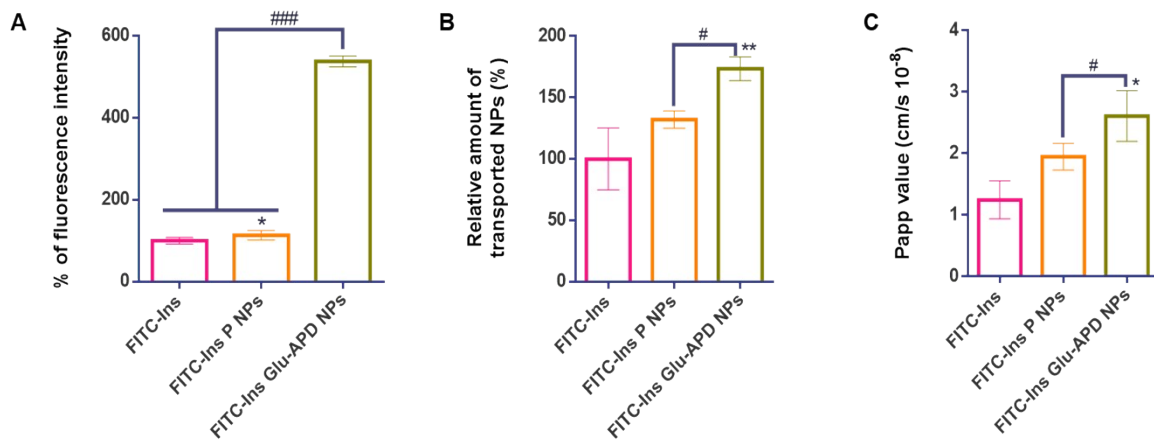 A
% of fluorescence intensity
600
400
200
0
###
*
FITC-Ins
FITC-Ins P NPs
FITC-Ins Glu-APD NPs
B
Relative amount of
transported NPs (%)
200
150
100
50
0
#
**
FITC-Ins
FITC-Ins P NPs
FITC-Ins Glu-APD NPs
C
Papp value (cm/s 10⁻⁸)
4
3
2
1
0
#
*
FITC-Ins
FITC-Ins P NPs
FITC-Ins Glu-APD NPs